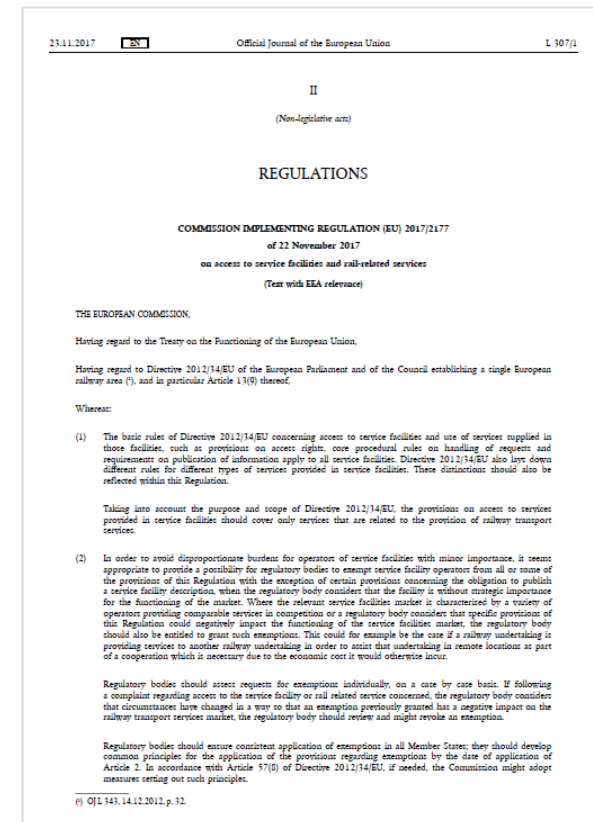 23.11.2017 EN Official Journal of the European Union L 307/1
II
(Non-legislative acts)
REGULATIONS
COMMISSION IMPLEMENTING REGULATION (EU) 2017/2177
of 22 November 2017
on access to service facilities and rail-related services
(Text with EEA relevance)
THE EUROPEAN COMMISSION,
Having regard to the Treaty on the Functioning of the European Union,
Having regard to Directive 2012/34/EU of the European Parliament and of the Council establishing a single European
railway area (¹), and in particular Article 13(9) thereof,
Whereas:
(1) The basic rules of Directive 2012/34/EU concerning access to service facilities and use of services supplied in
those facilities, such as provisions on access rights, core procedural rules on handling of requests and
requirements on publication of information apply to all service facilities. Directive 2012/34/EU also lays down
different rules for different types of services provided in service facilities. These distinctions should also be
reflected within this Regulation.
Taking into account the purpose and scope of Directive 2012/34/EU, the provisions on access to services
provided in service facilities should cover only services that are related to the provision of railway transport
services.
(2) In order to avoid disproportionate burdens for operators of service facilities with minor importance, it seems
appropriate to provide a possibility for regulatory bodies to exempt service facility operators from all or some of
the provisions of this Regulation with the exception of certain provisions concerning the obligation to publish
a service facility description, when the regulatory body considers that the facility is without strategic importance
for the functioning of the market. Where the relevant service facilities market is characterized by a variety of
operators providing comparable services in competition or a regulatory body considers that specific provisions of
this Regulation could negatively impact the functioning of the service facilities market, the regulatory body
should also be entitled to grant such exemptions. This could for example be the case if a railway undertaking is
providing services to another railway undertaking in order to assist that undertaking in remote locations as part
of a cooperation which is necessary due to the economic cost it would otherwise incur.
Regulatory bodies should assess requests for exemptions individually, on a case by case basis. If following
a complaint regarding access to the service facility or rail related service concerned, the regulatory body considers
that circumstances have changed in a way so that an exemption previously granted has a negative impact on the
railway transport services market, the regulatory body should review and might revoke an exemption.
Regulatory bodies should ensure consistent application of exemptions in all Member States; they should develop
common principles for the application of the provisions regarding exemptions by the date of application of
Article 2. In accordance with Article 57(8) of Directive 2012/34/EU, if needed, the Commission might adopt
measures setting out such principles.
(¹) OJ L 343, 14.12.2012, p. 32.